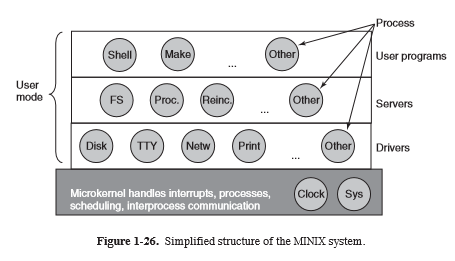 Process
Shell Make ... Other User programs
User
mode
FS Proc. Reinc. ... Other Servers
Disk TTY Netw Print ... Other Drivers
Microkernel handles interrupts, processes,
scheduling, interprocess communication
Clock Sys
Figure 1-26. Simplified structure of the MINIX system.